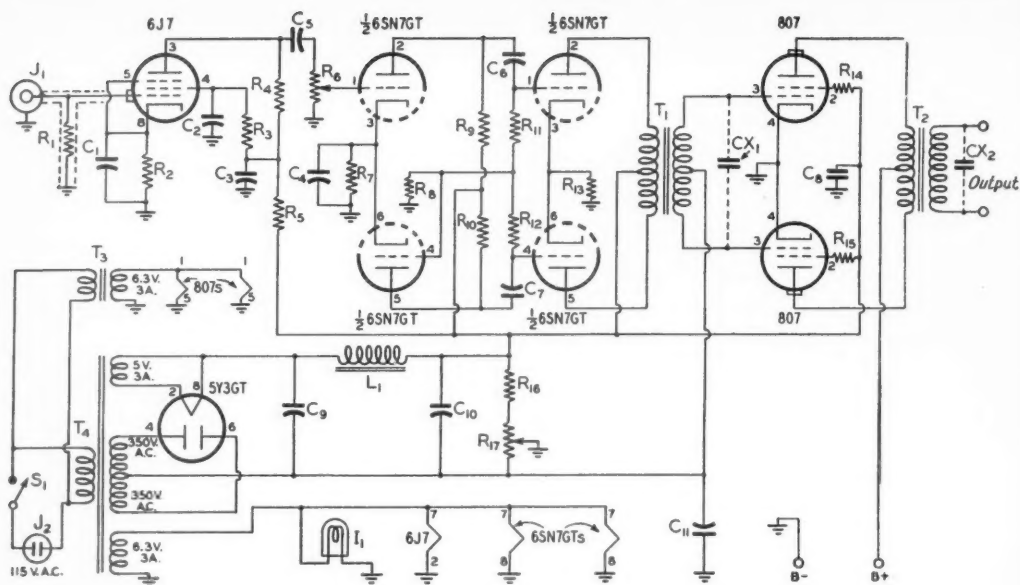 6J7
½6SN7GT
½6SN7GT
807
J1
5
3
4
8
R1
C1
R2
C2
R3
C3
R4
R5
C5
R6
1
2
3
C4
R7
R8
6
4
5
½6SN7GT
R9
R10
C6
R11
R12
C7
1
2
3
R13
6
4
5
½6SN7GT
T1
CX1
3
4
2
R14
C8
4
3
2
R15
807
T2
CX2
Output
T3
6.3V.
3A.
1
5
807s
1
5
T4
5V.
3A.
2
8
5Y3GT
4
6
350V.
A.C.
350V.
A.C.
6.3V.
3A.
S1
J2
115 V. A.C.
C9
L1
C10
R16
R17
I1
7
6J7
2
7
8
6SN7GTs
7
8
C11
B-
B+